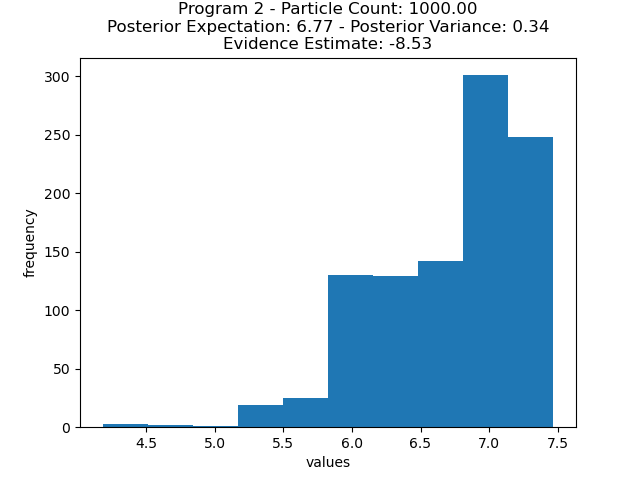 Program 2 - Particle Count: 1000.00
Posterior Expectation: 6.77 - Posterior Variance: 0.34
Evidence Estimate: -8.53
300
250
200
150
100
50
0
frequency
4.5 5.0 5.5 6.0 6.5 7.0 7.5
values